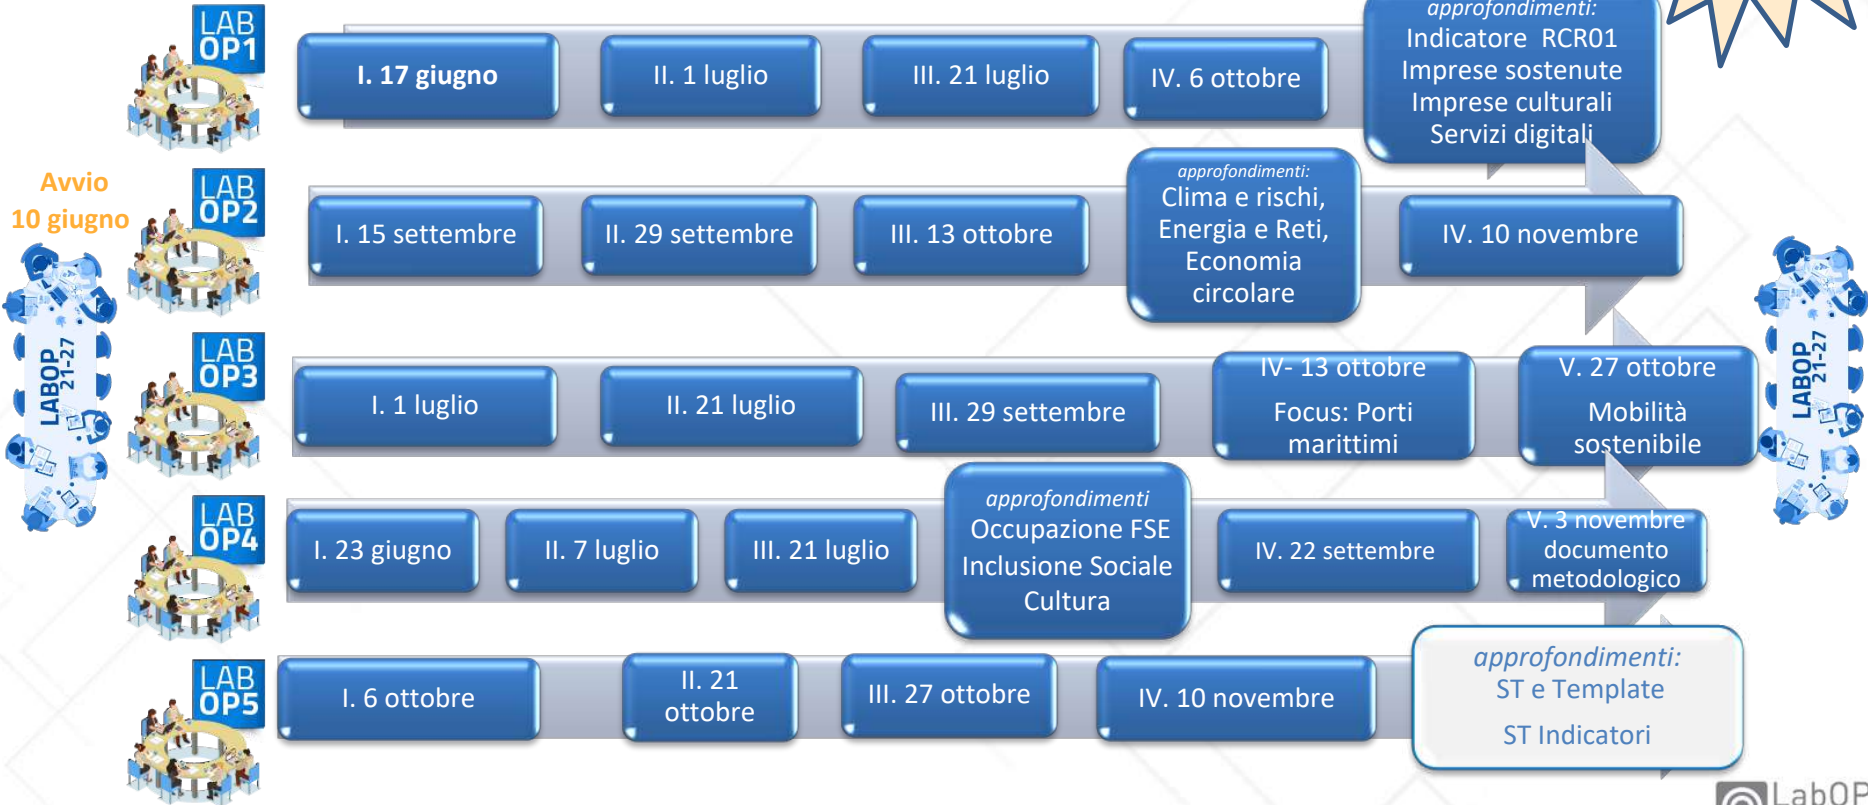 LAB
OP1
I. 17 giugno
II. 1 luglio
III. 21 luglio
IV. 6 ottobre
approfondimenti:
Indicatore RCR01
Imprese sostenute
Imprese culturali
Servizi digitali
Avvio
10 giugno
LAB
OP2
I. 15 settembre
II. 29 settembre
III. 13 ottobre
approfondimenti:
Clima e rischi,
Energia e Reti,
Economia
circolare
IV. 10 novembre
LABOP
21-27
LAB
OP3
I. 1 luglio
II. 21 luglio
III. 29 settembre
IV- 13 ottobre
Focus: Porti
marittimi
V. 27 ottobre
Mobilità
sostenibile
LABOP
21-27
LAB
OP4
I. 23 giugno
II. 7 luglio
III. 21 luglio
approfondimenti
Occupazione FSE
Inclusione Sociale
Cultura
IV. 22 settembre
V. 3 novembre
documento
metodologico
LAB
OP5
I. 6 ottobre
II. 21
ottobre
III. 27 ottobre
IV. 10 novembre
approfondimenti:
ST e Template
ST Indicatori
LabOP